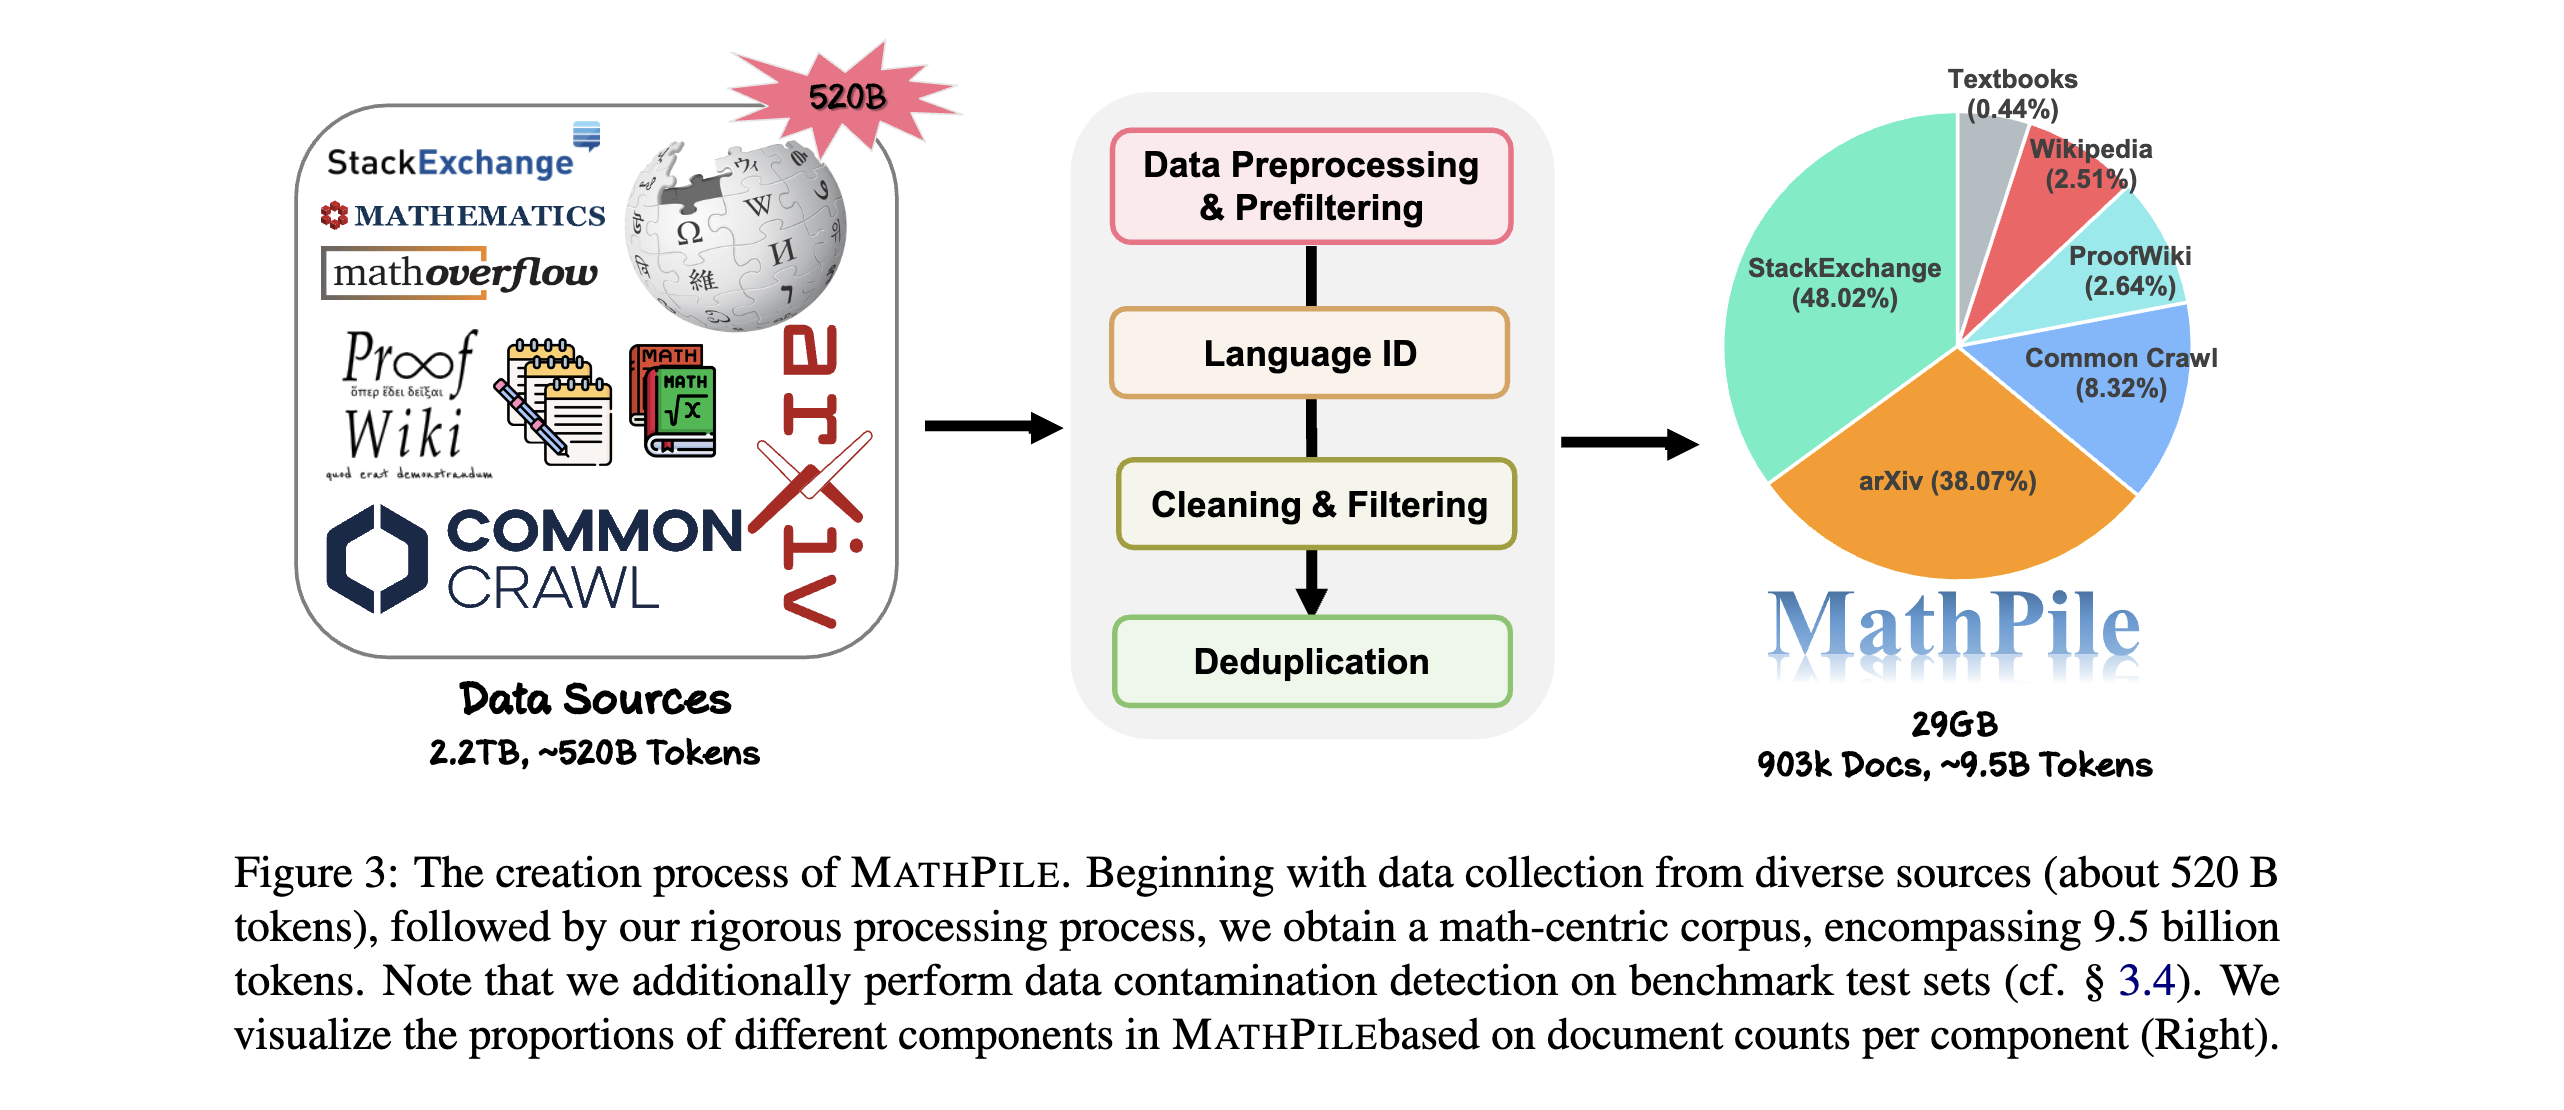 520B
StackExchange
MATHEMATICS
mathoverflow
Proof
ὅπερ ἔδει δεῖξαι
Wiki
quod erat demonstrandum
MATH
MATH
√x
Ω
W
И
維
ウィ
7
arXiv
COMMON
CRAWL
Data Sources
2.2TB, ~520B Tokens
Data Preprocessing
& Prefiltering
Language ID
Cleaning & Filtering
Deduplication
Textbooks
(0.44%)
Wikipedia
(2.51%)
ProofWiki
(2.64%)
StackExchange
(48.02%)
Common Crawl
(8.32%)
arXiv (38.07%)
MathPile
29GB
903k Docs, ~9.5B Tokens
Figure 3: The creation process of MATHPILE. Beginning with data collection from diverse sources (about 520 B
tokens), followed by our rigorous processing process, we obtain a math-centric corpus, encompassing 9.5 billion
tokens. Note that we additionally perform data contamination detection on benchmark test sets (cf. § 3.4). We
visualize the proportions of different components in MATHPILEbased on document counts per component (Right).